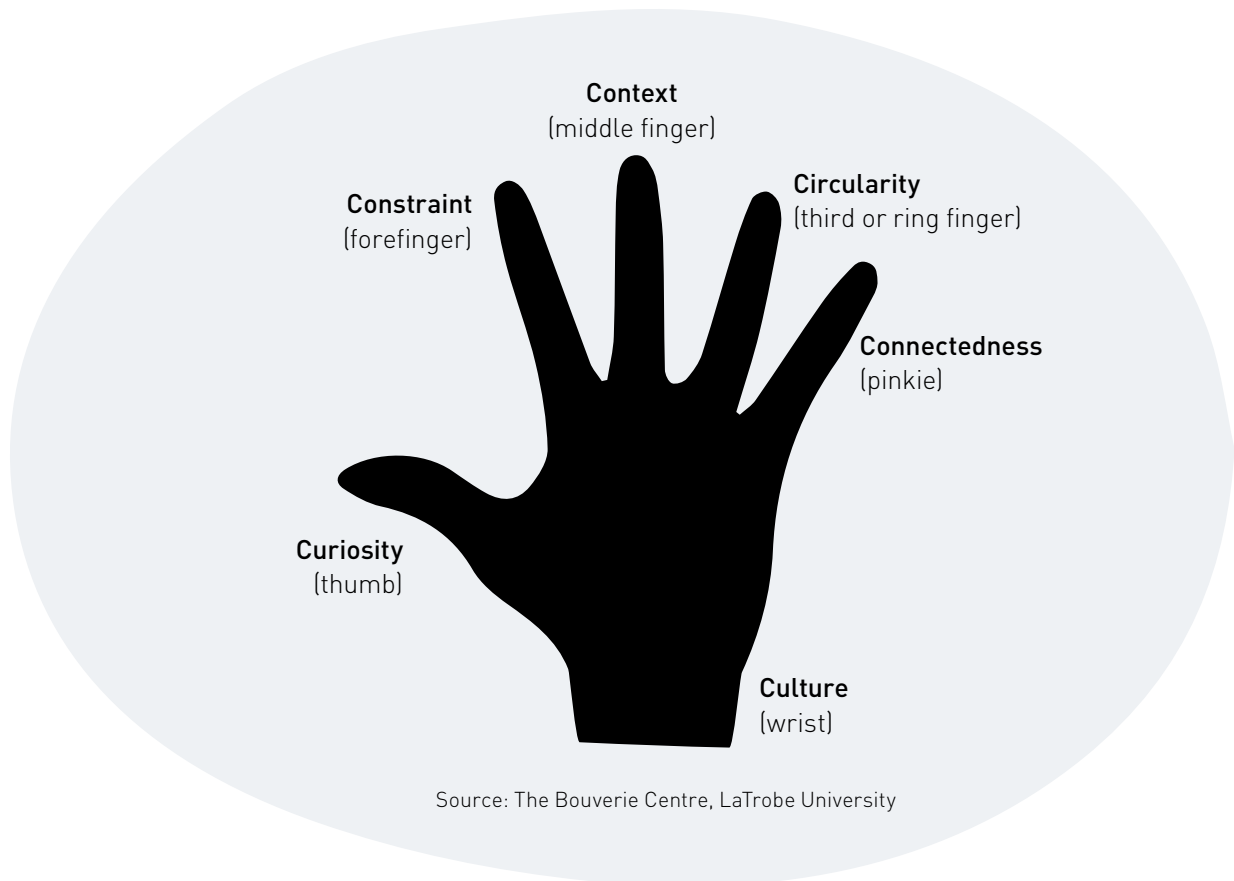 Context
(middle finger)
Circularity
(third or ring finger)
Constraint
(forefinger)
Connectedness
(pinkie)
Curiosity
(thumb)
Culture
(wrist)
Source: The Bouverie Centre, LaTrobe University